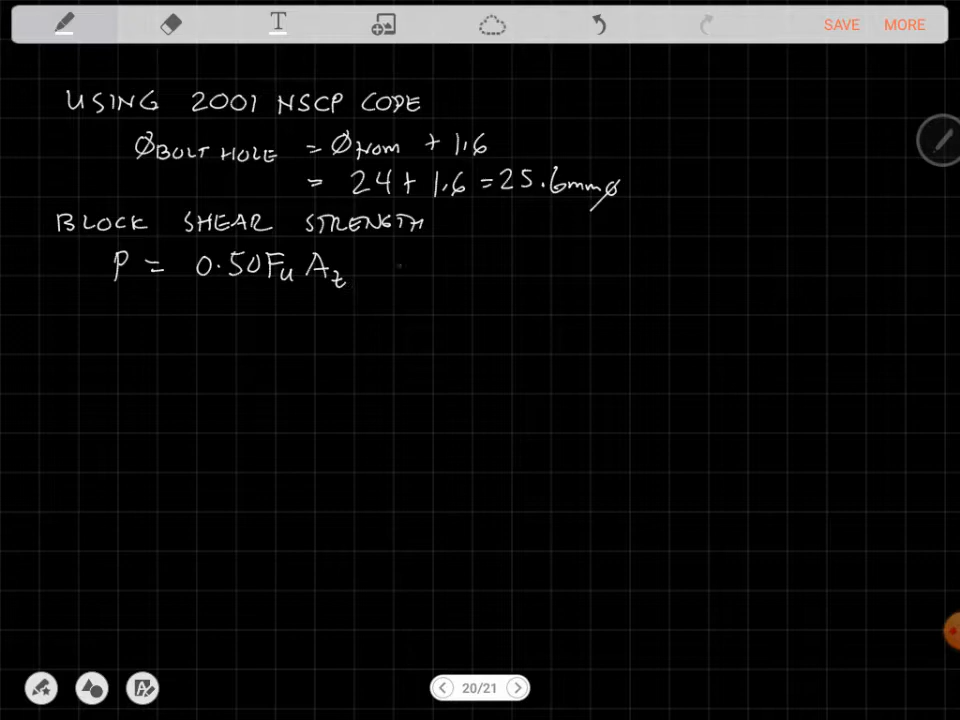 T
SAVE
MORE
USING 2001 NSCP CODE
ØBOLT HOLE = ØNOM + 1.6
= 24 + 1.6 = 25.6mmø
BLOCK SHEAR STRENGTH
P = 0.50Fu At
A
20/21